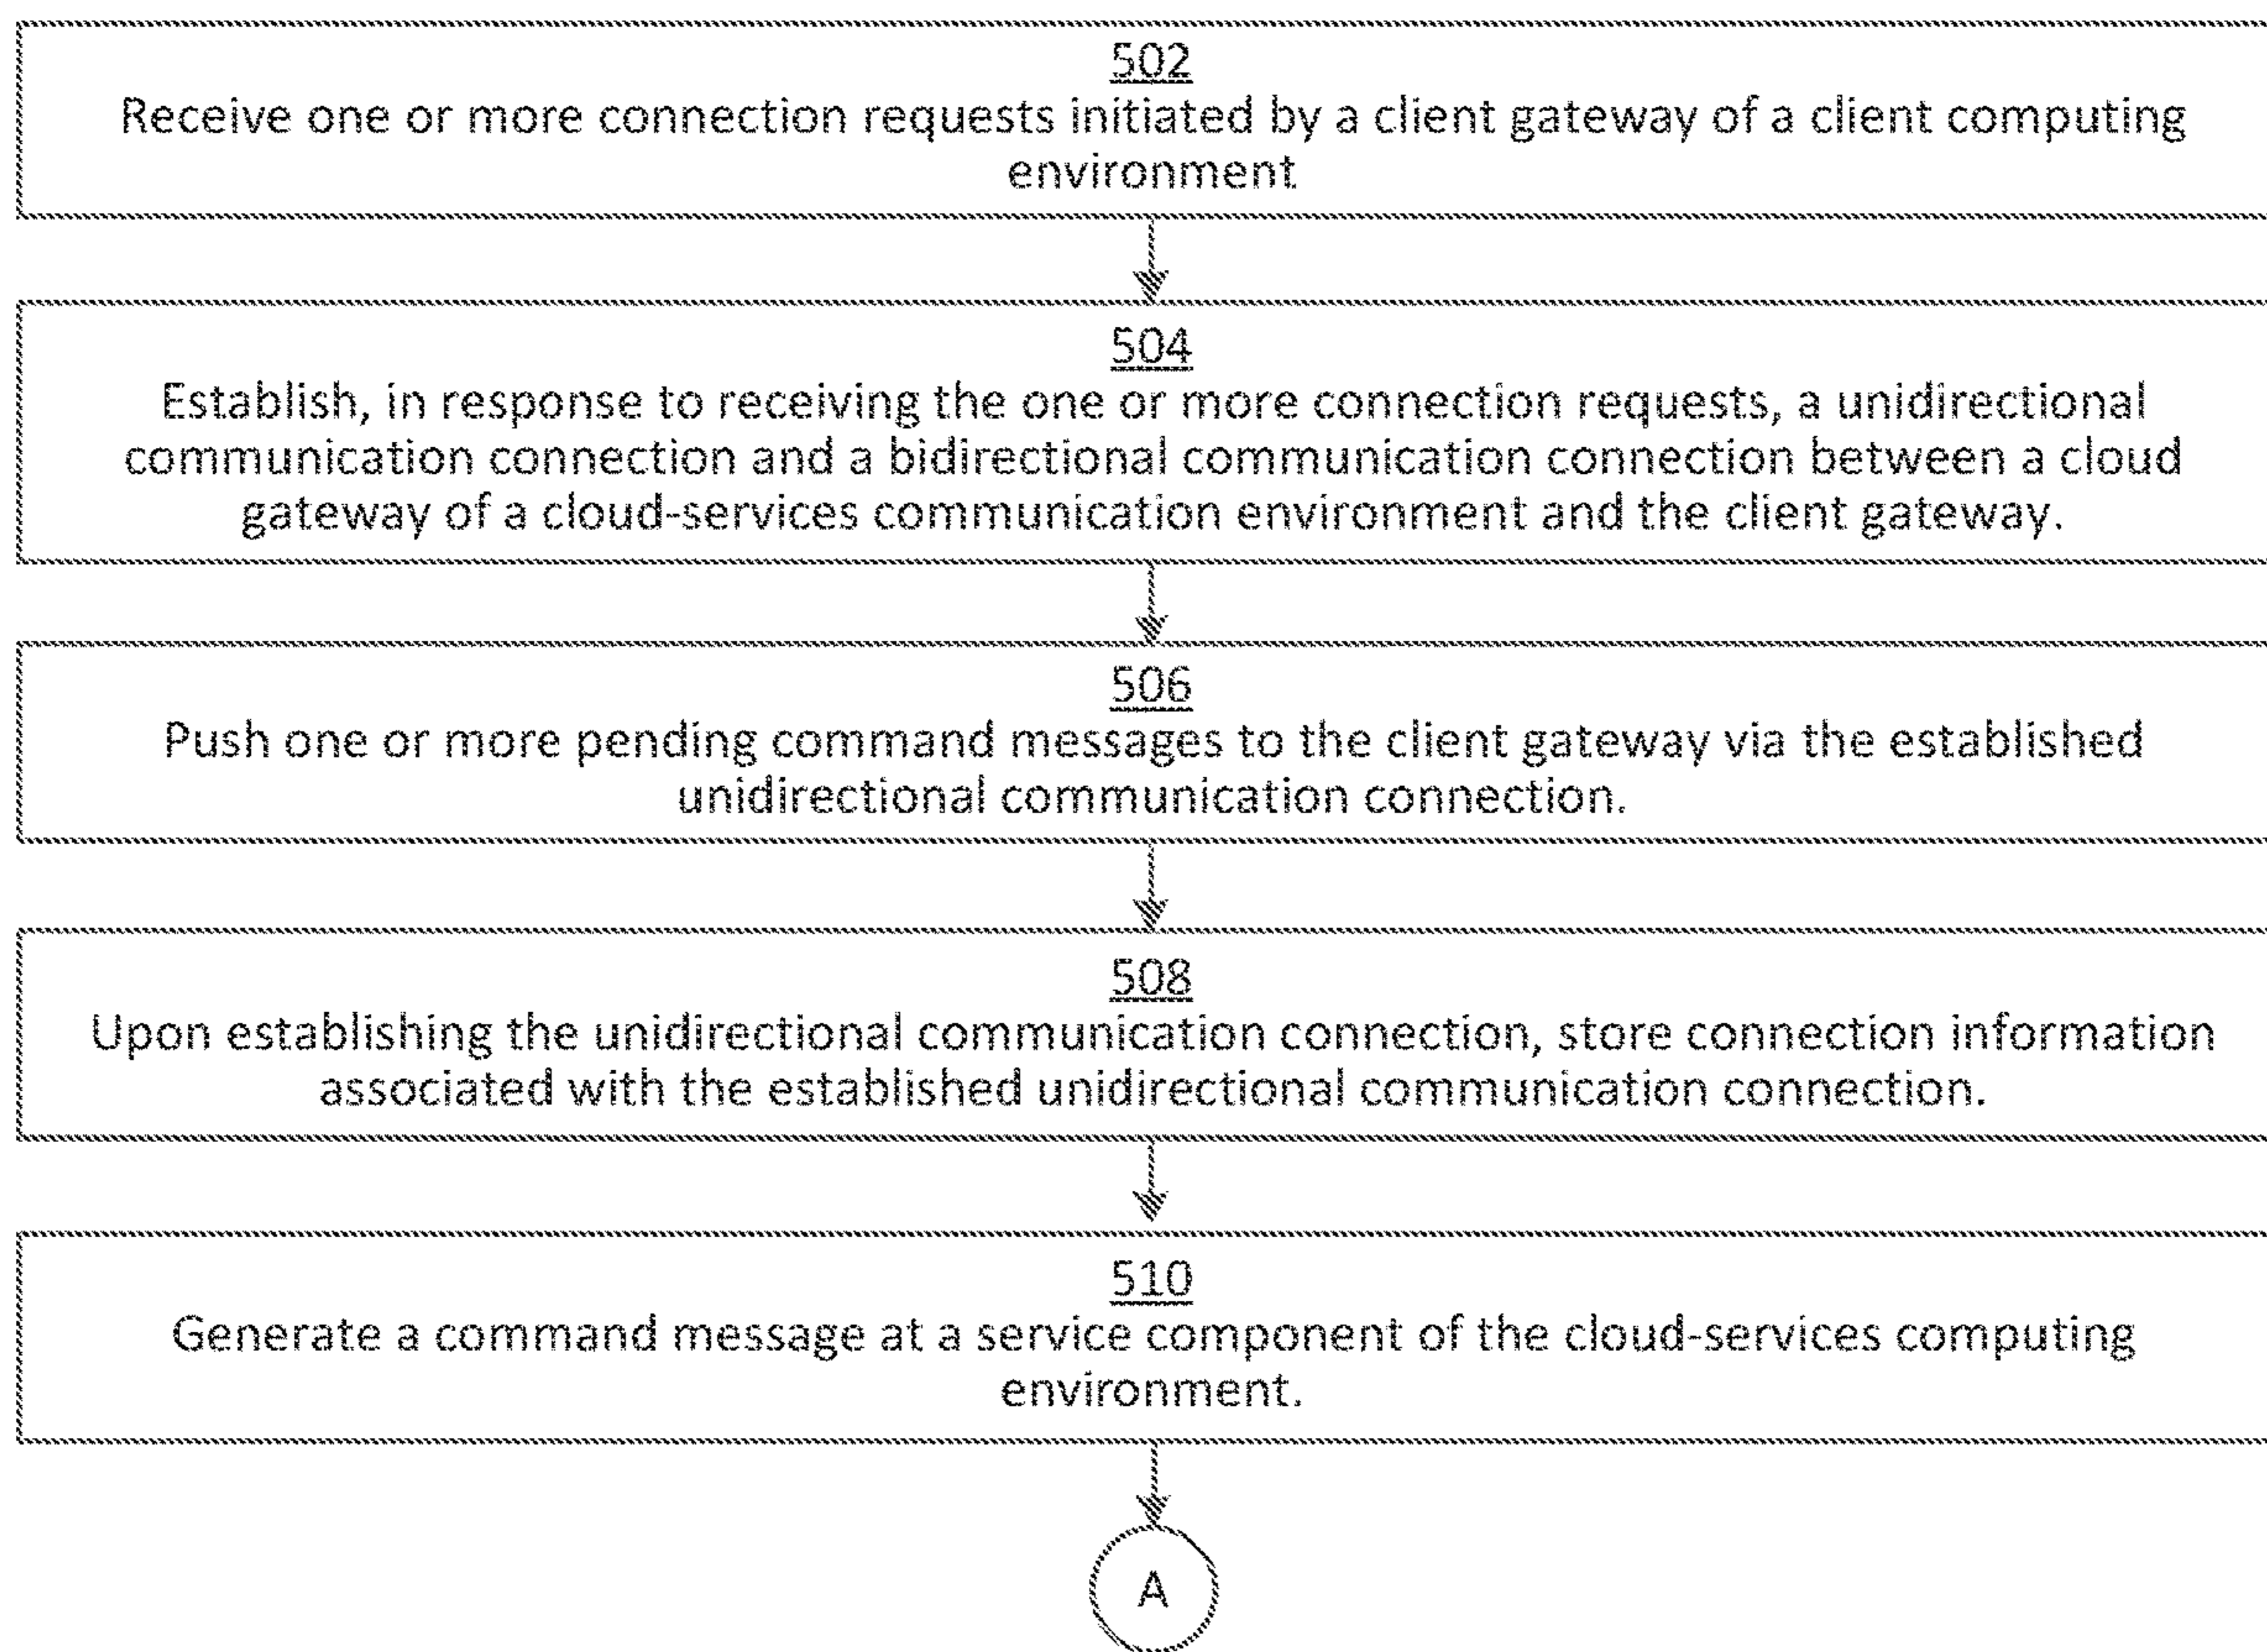 502
Receive one or more connection requests initiated by a client gateway of a client computing
environment
504
Establish, in response to receiving the one or more connection requests, a unidirectional
communication connection and a bidirectional communication connection between a cloud
gateway of a cloud-services communication environment and the client gateway.
506
Push one or more pending command messages to the client gateway via the established
unidirectional communication connection.
508
Upon establishing the unidirectional communication connection, store connection information
associated with the established unidirectional communication connection.
510
Generate a command message at a service component of the cloud-services computing
environment.
A